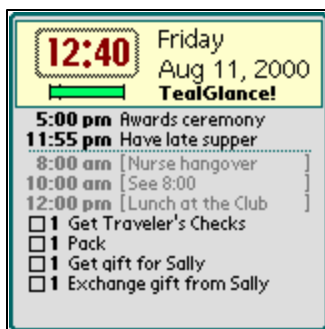 12:40
Friday
Aug 11, 2000
TealGlance!
5:00 pm Awards ceremony
11:55 pm Have late supper
8:00 am [Nurse hangover ]
10:00 am [See 8:00 ]
12:00 pm [Lunch at the Club ]
1 Get Traveler's Checks
1 Pack
1 Get gift for Sally
1 Exchange gift from Sally